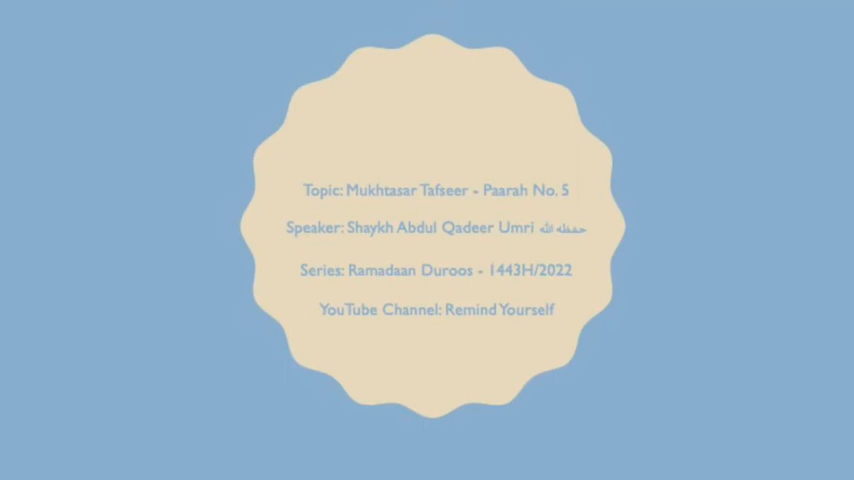 Topic: Mukhtasar Tafseer - Paarah No. 5
Speaker: Shaykh Abdul Qadeer Umri حفظه الله
Series: Ramadaan Duroos - 1443H/2022
YouTube Channel: Remind Yourself